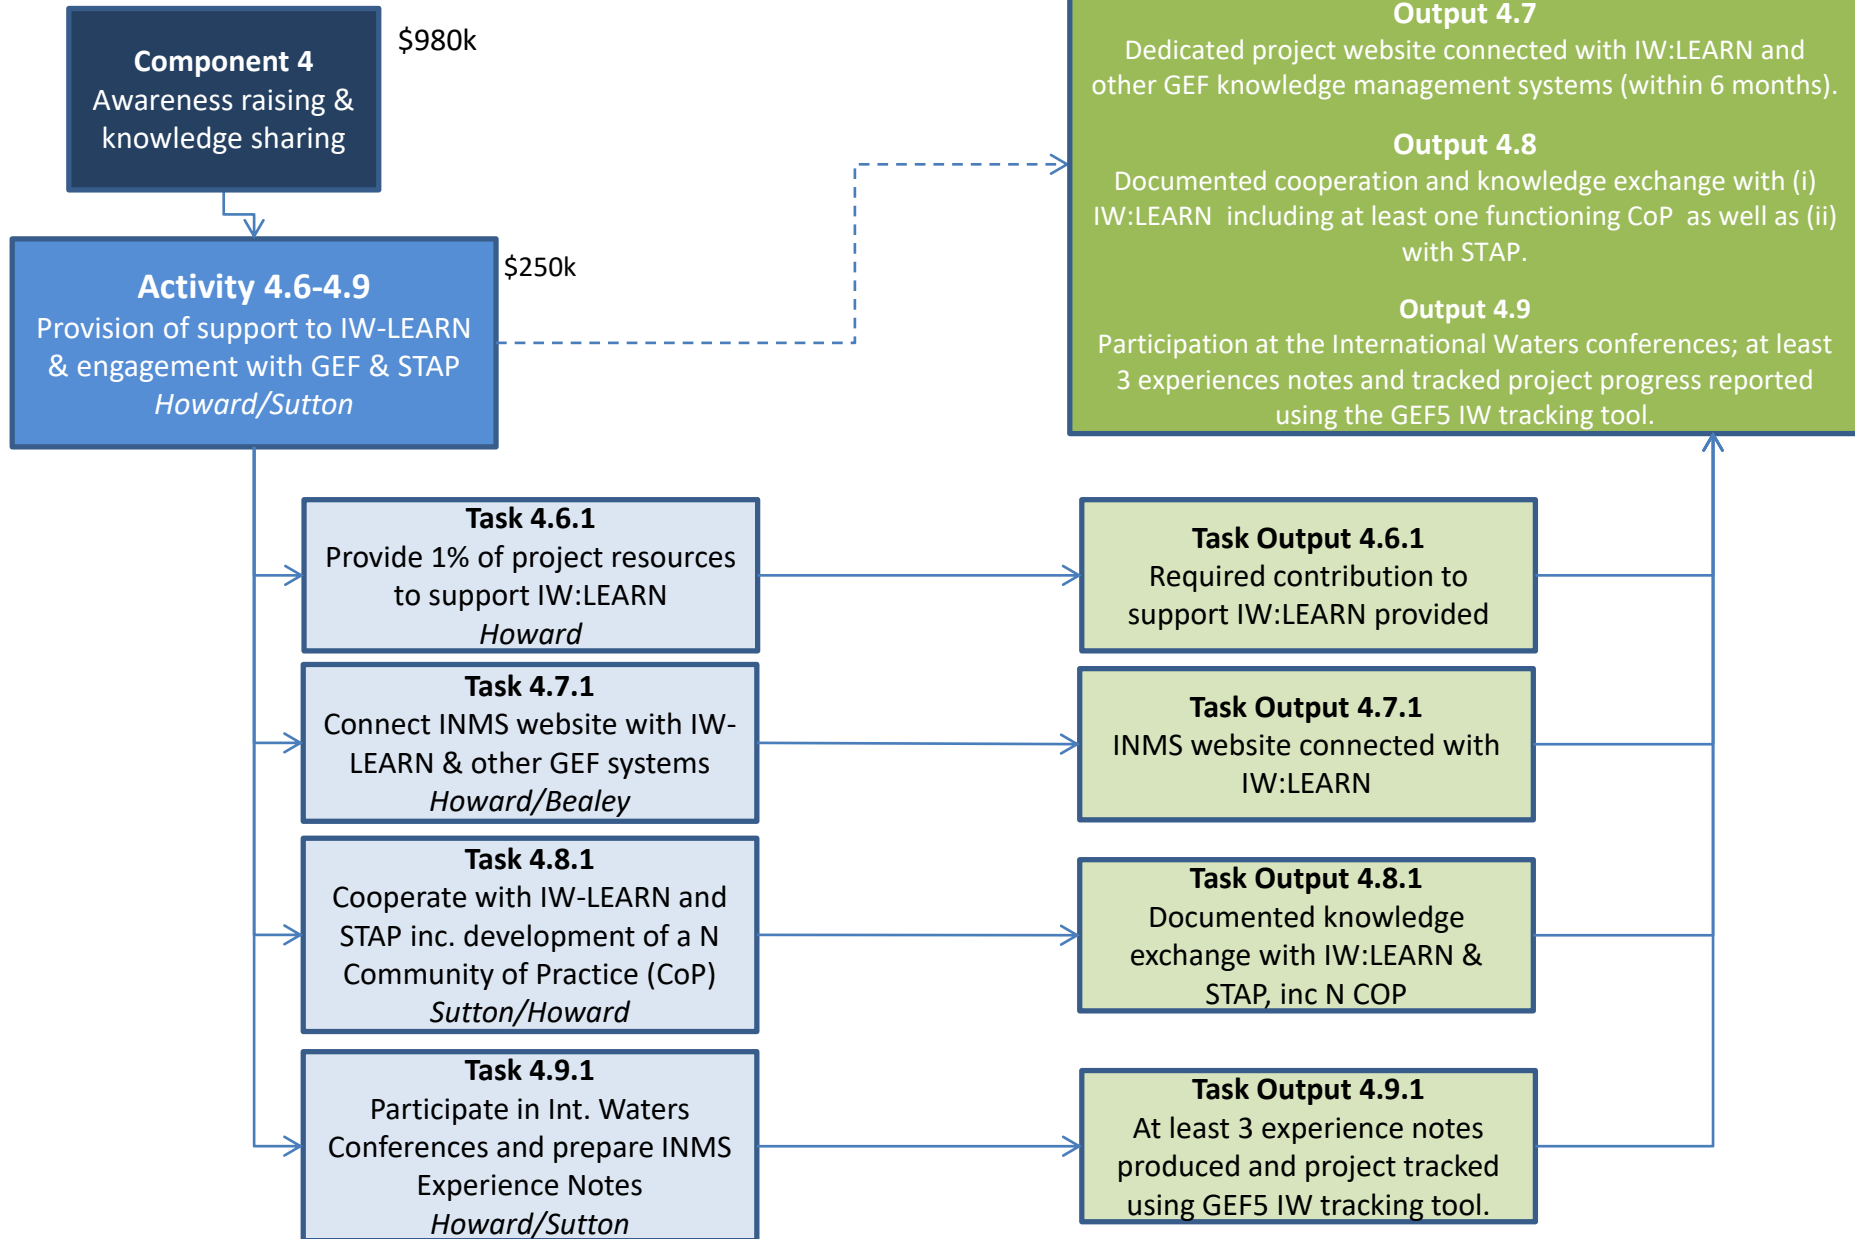 Component 4
Awareness raising &
knowledge sharing
$980k
Activity 4.6-4.9
Provision of support to IW-LEARN
& engagement with GEF & STAP
Howard/Sutton
$250k
Output 4.7
Dedicated project website connected with IW:LEARN and
other GEF knowledge management systems (within 6 months).
Output 4.8
Documented cooperation and knowledge exchange with (i)
IW:LEARN including at least one functioning CoP as well as (ii)
with STAP.
Output 4.9
Participation at the International Waters conferences; at least
3 experiences notes and tracked project progress reported
using the GEF5 IW tracking tool.
Task 4.6.1
Provide 1% of project resources
to support IW:LEARN
Howard
Task Output 4.6.1
Required contribution to
support IW:LEARN provided
Task 4.7.1
Connect INMS website with IW-
LEARN & other GEF systems
Howard/Bealey
Task Output 4.7.1
INMS website connected with
IW:LEARN
Task 4.8.1
Cooperate with IW-LEARN and
STAP inc. development of a N
Community of Practice (CoP)
Sutton/Howard
Task Output 4.8.1
Documented knowledge
exchange with IW:LEARN &
STAP, inc N COP
Task 4.9.1
Participate in Int. Waters
Conferences and prepare INMS
Experience Notes
Howard/Sutton
Task Output 4.9.1
At least 3 experience notes
produced and project tracked
using GEF5 IW tracking tool.